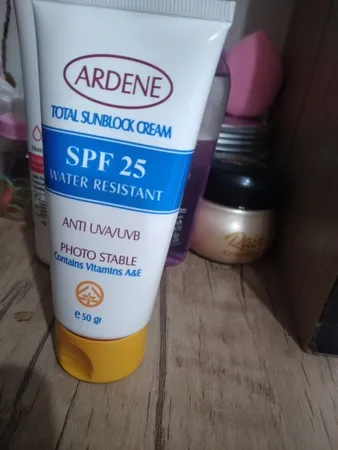 ARDENE
TOTAL SUNBLOCK CREAM
SPF 25
WATER RESISTANT
ANTI UVA/UVB
PHOTO STABLE
Contains Vitamins A&E
e 50 gr